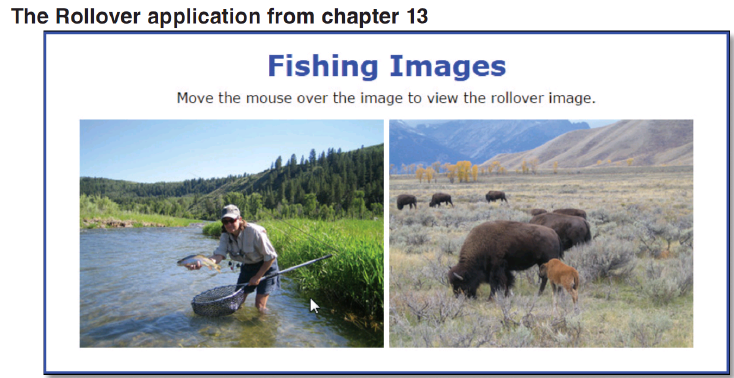 The Rollover application from chapter 13
Fishing Images
Move the mouse over the image to view the rollover image.